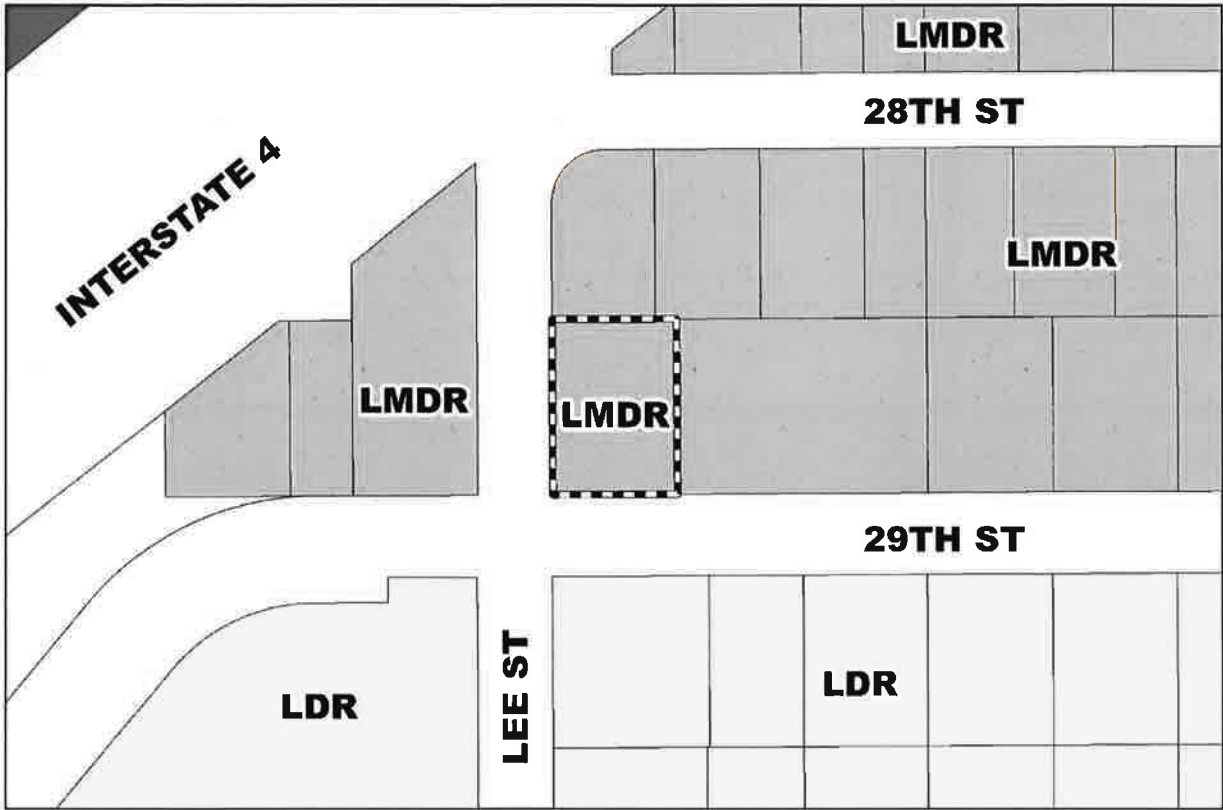 LMDR
28TH ST
INTERSTATE 4
LMDR
LMDR
LMDR
29TH ST
LEE ST
LDR
LDR